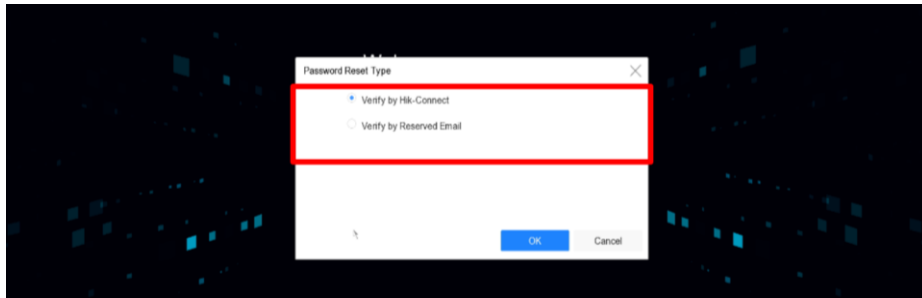 Password Reset Type
Verify by Hik-Connect
Verify by Reserved Email
OK
Cancel